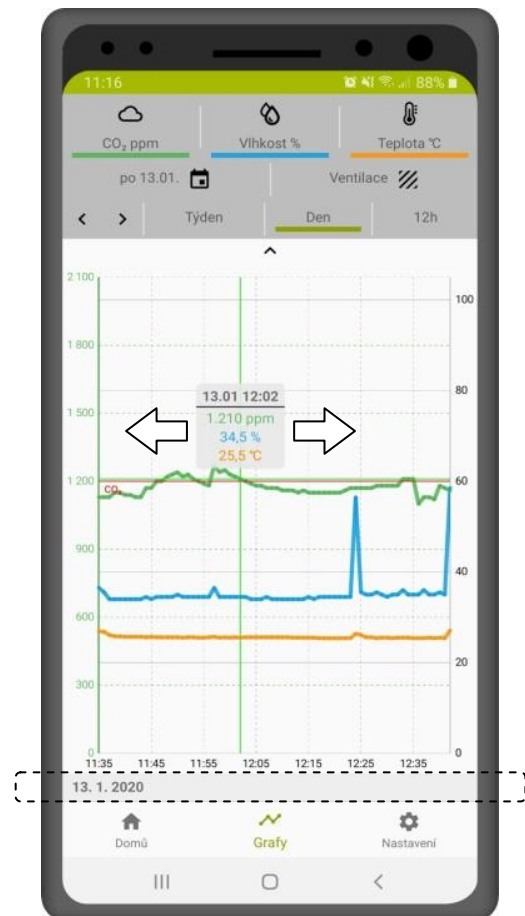 11:16 88%
CO₂ ppm Vlhkost % Teplota °C
po 13.01. Ventilace
Týden Den 12h
2 100
100
1 800
80
13.01 12:02
1 500
1.210 ppm
34,5 %
25,5 °C
1 200 60
CO₂
900
40
600
20
300
0 0
11:35 11:45 11:55 12:05 12:15 12:25 12:35
13. 1. 2020
Domů Grafy Nastavení